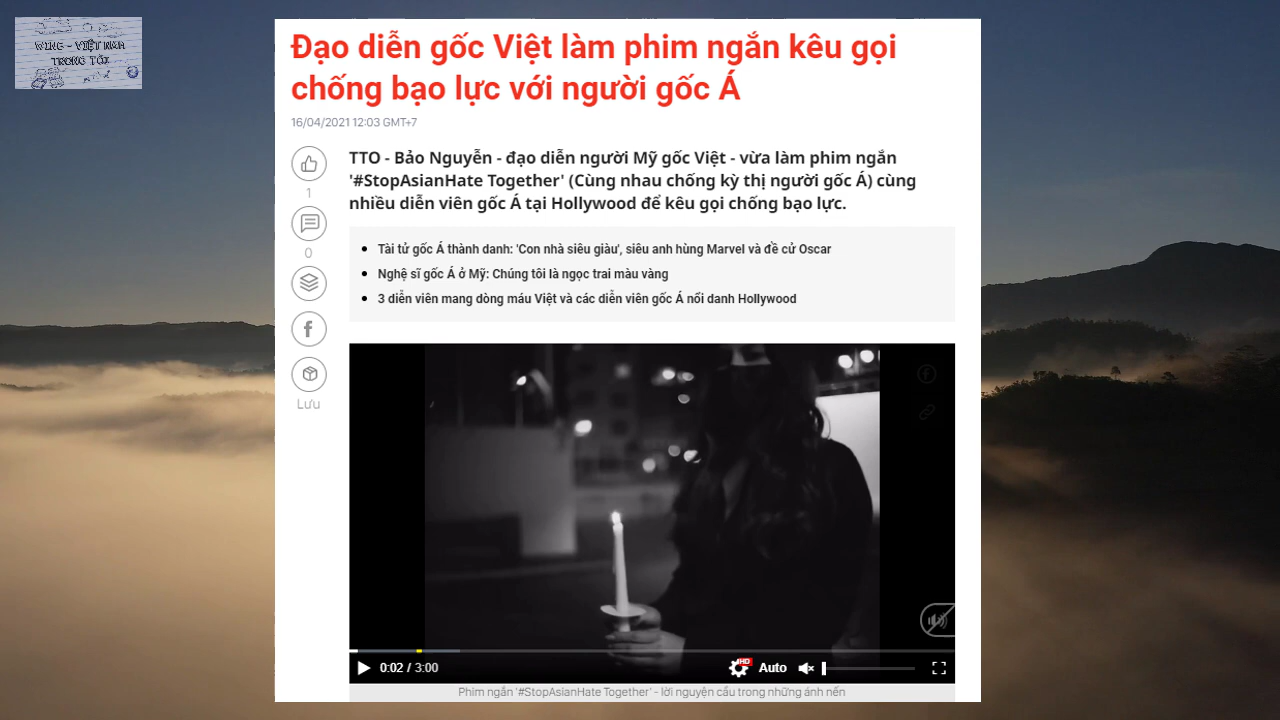 WING - VIỆT NAM
TRONG TÔI
Đạo diễn gốc Việt làm phim ngắn kêu gọi
chống bạo lực với người gốc Á
16/04/2021 12:03 GMT+7
TTO - Bảo Nguyễn - đạo diễn người Mỹ gốc Việt - vừa làm phim ngắn
'#StopAsianHate Together' (Cùng nhau chống kỳ thị người gốc Á) cùng
nhiều diễn viên gốc Á tại Hollywood để kêu gọi chống bạo lực.
1
0
Lưu
Tài tử gốc Á thành danh: 'Con nhà siêu giàu', siêu anh hùng Marvel và đề cử Oscar
Nghệ sĩ gốc Á ở Mỹ: Chúng tôi là ngọc trai màu vàng
3 diễn viên mang dòng máu Việt và các diễn viên gốc Á nổi danh Hollywood
0:02 / 3:00
HD
Auto
Phim ngắn '#StopAsianHate Together' - lời nguyện cầu trong những ánh nến